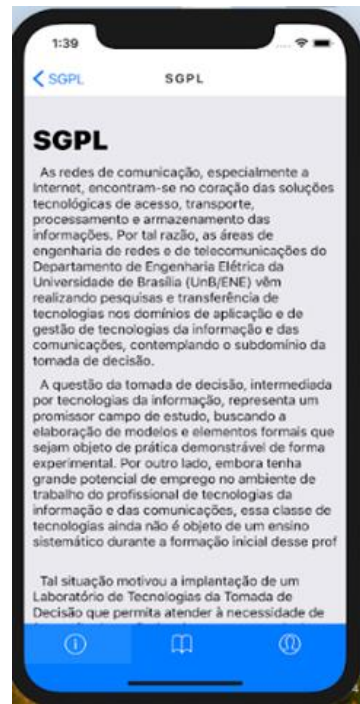 1:39
SGPL
SGPL
SGPL
As redes de comunicação, especialmente a
Internet, encontram-se no coração das soluções
tecnológicas de acesso, transporte,
processamento e armazenamento das
informações. Por tal razão, as áreas de
engenharia de redes e de telecomunicações do
Departamento de Engenharia Elétrica da
Universidade de Brasília (UnB/ENE) vêm
realizando pesquisas e transferência de
tecnologias nos domínios de aplicação e de
gestão de tecnologias da informação e das
comunicações, contemplando o subdomínio da
tomada de decisão.
A questão da tomada de decisão, intermediada
por tecnologias da informação, representa um
promissor campo de estudo, buscando a
elaboração de modelos e elementos formais que
sejam objeto de prática demonstrável de forma
experimental. Por outro lado, embora tenha
grande potencial de emprego no ambiente de
trabalho do profissional de tecnologias da
informação e das comunicações, essa classe de
tecnologias ainda não é objeto de um ensino
sistemático durante a formação inicial desse prof
Tal situação motivou a implantação de um
Laboratório de Tecnologias da Tomada de
Decisão que permita atender à necessidade de